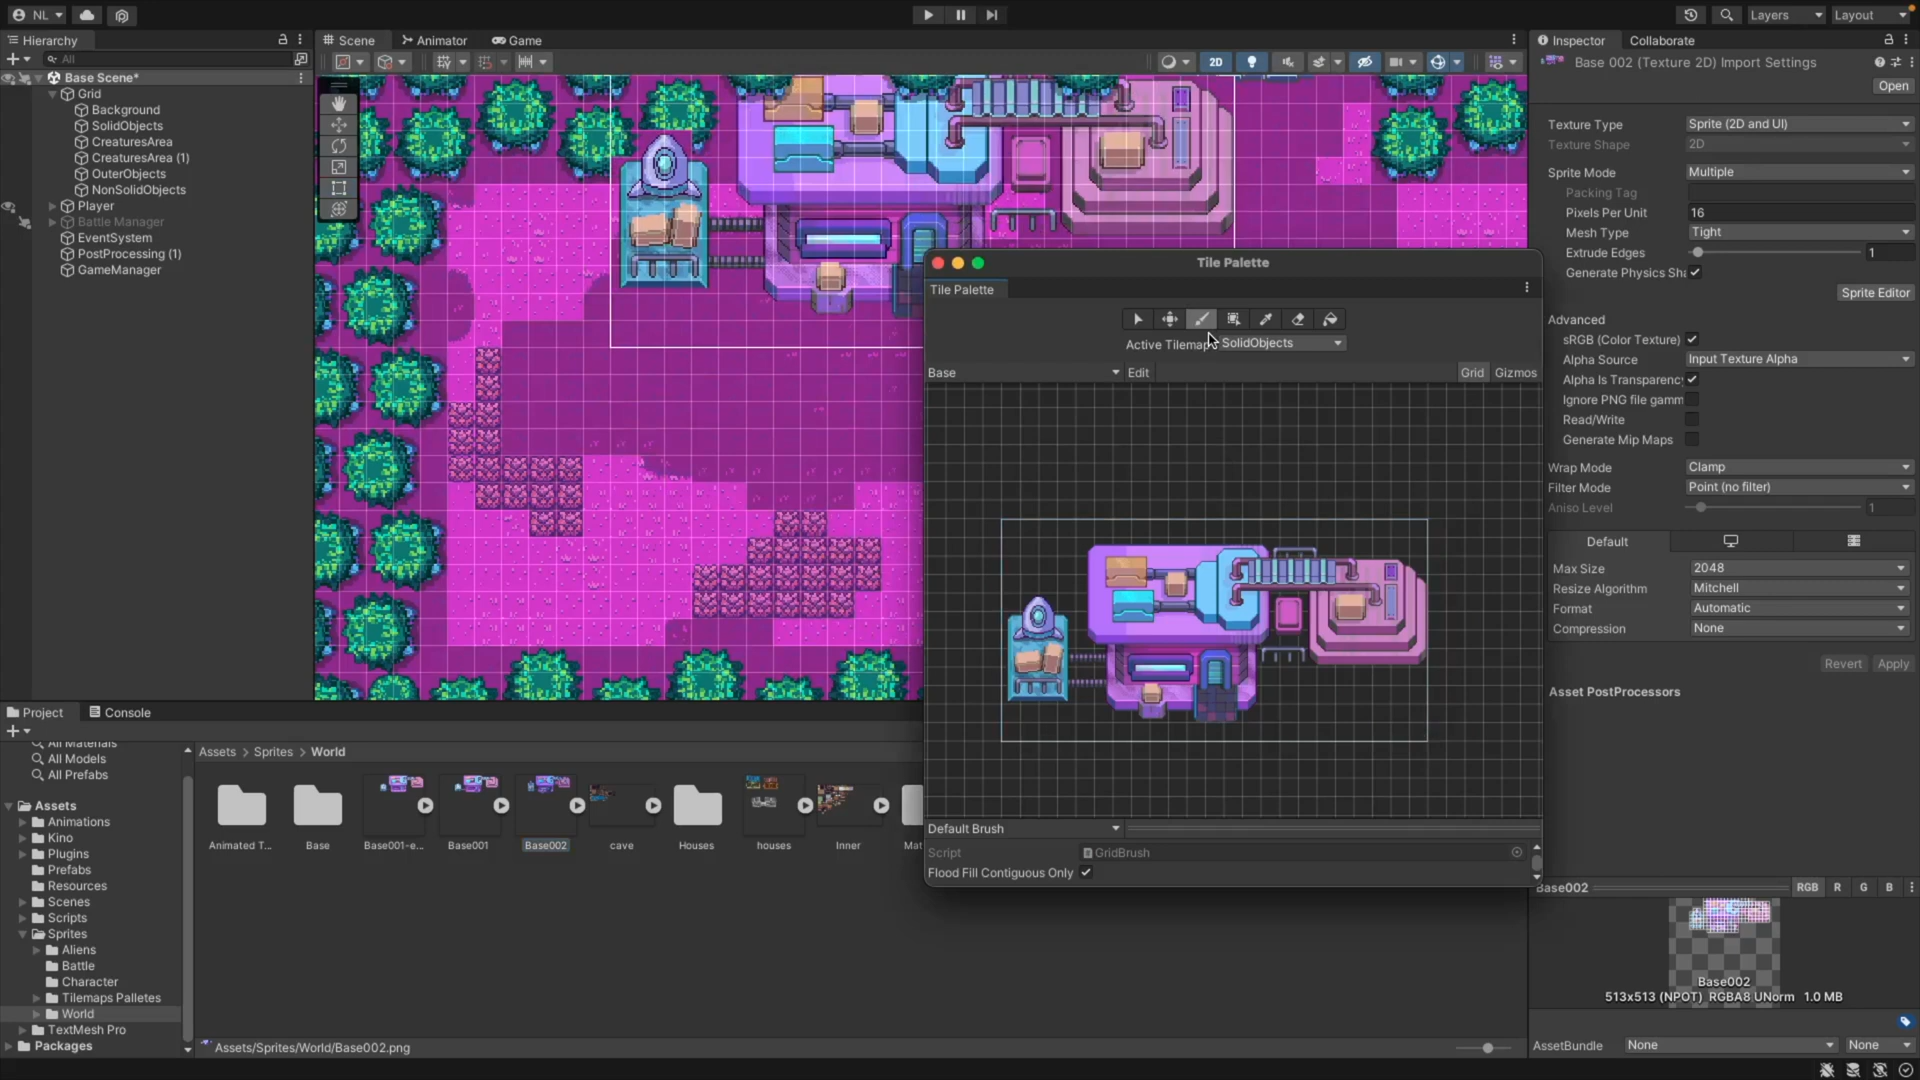 NL
Layers
Layout
Hierarchy
All
Base Scene*
Grid
Background
SolidObjects
CreaturesArea
CreaturesArea (1)
OuterObjects
NonSolidObjects
Player
Battle Manager
EventSystem
PostProcessing (1)
GameManager
Scene
Animator
Game
2D
Tile Palette
Tile Palette
Active Tilemap
SolidObjects
Base
Edit
Grid
Gizmos
Default Brush
Script
GridBrush
Flood Fill Contiguous Only
Inspector
Collaborate
Base 002 (Texture 2D) Import Settings
Open
Texture Type
Sprite (2D and UI)
Texture Shape
2D
Sprite Mode
Multiple
Packing Tag
Pixels Per Unit
16
Mesh Type
Tight
Extrude Edges
1
Generate Physics Sha
Sprite Editor
Advanced
sRGB (Color Texture)
Alpha Source
Input Texture Alpha
Alpha Is Transparenc
Ignore PNG file gamm
Read/Write
Generate Mip Maps
Wrap Mode
Clamp
Filter Mode
Point (no filter)
Aniso Level
1
Default
Max Size
2048
Resize Algorithm
Mitchell
Format
Automatic
Compression
None
Revert
Apply
Asset PostProcessors
Base002
RGB
R
G
B
Base002
513x513 (NPOT) RGBA8 UNorm 1.0 MB
AssetBundle
None
None
Project
Console
All Materials
All Models
All Prefabs
Assets
Animations
Kino
Plugins
Prefabs
Resources
Scenes
Scripts
Sprites
Aliens
Battle
Character
Tilemaps Palletes
World
TextMesh Pro
Packages
Assets > Sprites > World
Animated T...
Base
Base001-e...
Base001
Base002
cave
Houses
houses
Inner
Mat
Assets/Sprites/World/Base002.png